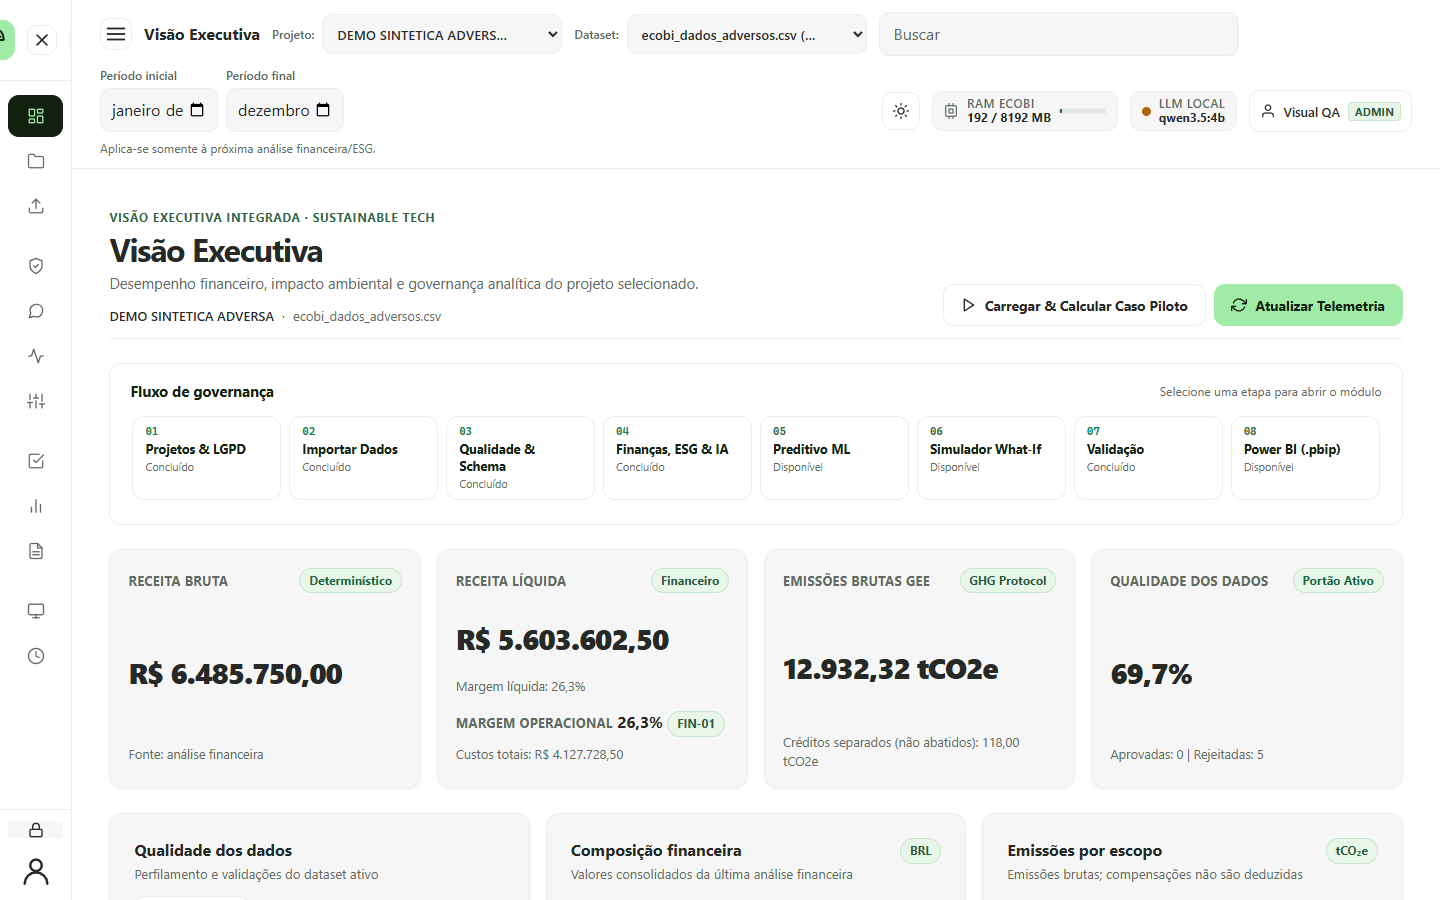 Visão Executiva
Projeto:
DEMO SINTETICA ADVERS...
Dataset:
ecobi_dados_adversos.csv (...
Buscar
Período inicial
Período final
janeiro de
dezembro
Aplica-se somente à próxima análise financeira/ESG.
RAM ECOBI
192 / 8192 MB
LLM LOCAL
qwen3.5:4b
Visual QA
ADMIN
VISÃO EXECUTIVA INTEGRADA · SUSTAINABLE TECH
Visão Executiva
Desempenho financeiro, impacto ambiental e governança analítica do projeto selecionado.
DEMO SINTETICA ADVERSA · ecobi_dados_adversos.csv
Carregar & Calcular Caso Piloto
Atualizar Telemetria
Fluxo de governança
Selecione uma etapa para abrir o módulo
01
Projetos & LGPD
Concluído
02
Importar Dados
Concluído
03
Qualidade &
Schema
Concluído
04
Finanças, ESG & IA
Concluído
05
Preditivo ML
Disponível
06
Simulador What-If
Disponível
07
Validação
Concluído
08
Power BI (.pbip)
Disponível
RECEITA BRUTA
Determinístico
R$ 6.485.750,00
Fonte: análise financeira
RECEITA LÍQUIDA
Financeiro
R$ 5.603.602,50
Margem líquida: 26,3%
MARGEM OPERACIONAL 26,3% FIN-01
Custos totais: R$ 4.127.728,50
EMISSÕES BRUTAS GEE
GHG Protocol
12.932,32 tCO2e
Créditos separados (não abatidos): 118,00
tCO2e
QUALIDADE DOS DADOS
Portão Ativo
69,7%
Aprovadas: 0 | Rejeitadas: 5
Qualidade dos dados
Perfilamento e validações do dataset ativo
Composição financeira
BRL
Valores consolidados da última análise financeira
Emissões por escopo
tCO₂e
Emissões brutas; compensações não são deduzidas